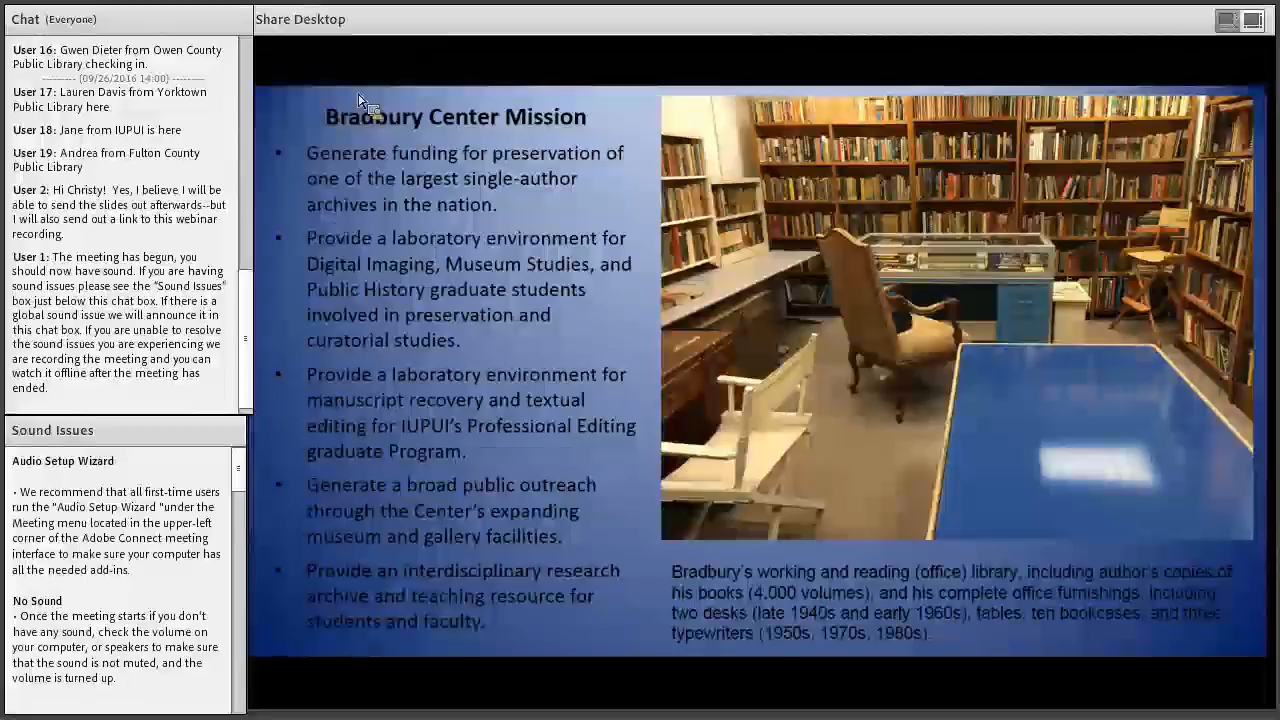 Chat (Everyone)
User 16: Gwen Dieter from Owen County
Public Library checking in.
---------- (09/26/2016 14:00) ----------
User 17: Lauren Davis from Yorktown
Public Library here
User 18: Jane from IUPUI is here
User 19: Andrea from Fulton County
Public Library
User 2: Hi Christy!  Yes, I believe I will be
able to send the slides out afterwards--but
I will also send out a link to this webinar
recording.
User 1: The meeting has begun, you
should now have sound. If you are having
sound issues please see the "Sound Issues"
box just below this chat box. If there is a
global sound issue we will announce it in
this chat box. If you are unable to resolve
the sound issues you are experiencing we
are recording the meeting and you can
watch it offline after the meeting has
ended.
Sound Issues
Audio Setup Wizard
• We recommend that all first-time users
run the "Audio Setup Wizard "under the
Meeting menu located in the upper-left
corner of the Adobe Connect meeting
interface to make sure your computer has
all the needed add-ins.
No Sound
• Once the meeting starts if you don't
have any sound, check the volume on
your computer, or speakers to make sure
that the sound is not muted, and the
volume is turned up.
Share Desktop
Bradbury Center Mission
• Generate funding for preservation of
one of the largest single-author
archives in the nation.
• Provide a laboratory environment for
Digital Imaging, Museum Studies, and
Public History graduate students
involved in preservation and
curatorial studies.
• Provide a laboratory environment for
manuscript recovery and textual
editing for IUPUI's Professional Editing
graduate Program.
• Generate a broad public outreach
through the Center's expanding
museum and gallery facilities.
• Provide an interdisciplinary research
archive and teaching resource for
students and faculty.
Bradbury's working and reading (office) library, including author's copies of
his books (4,000 volumes), and his complete office furnishings, including
two desks (late 1940s and early 1960s), tables, ten bookcases, and three
typewriters (1950s, 1970s, 1980s).